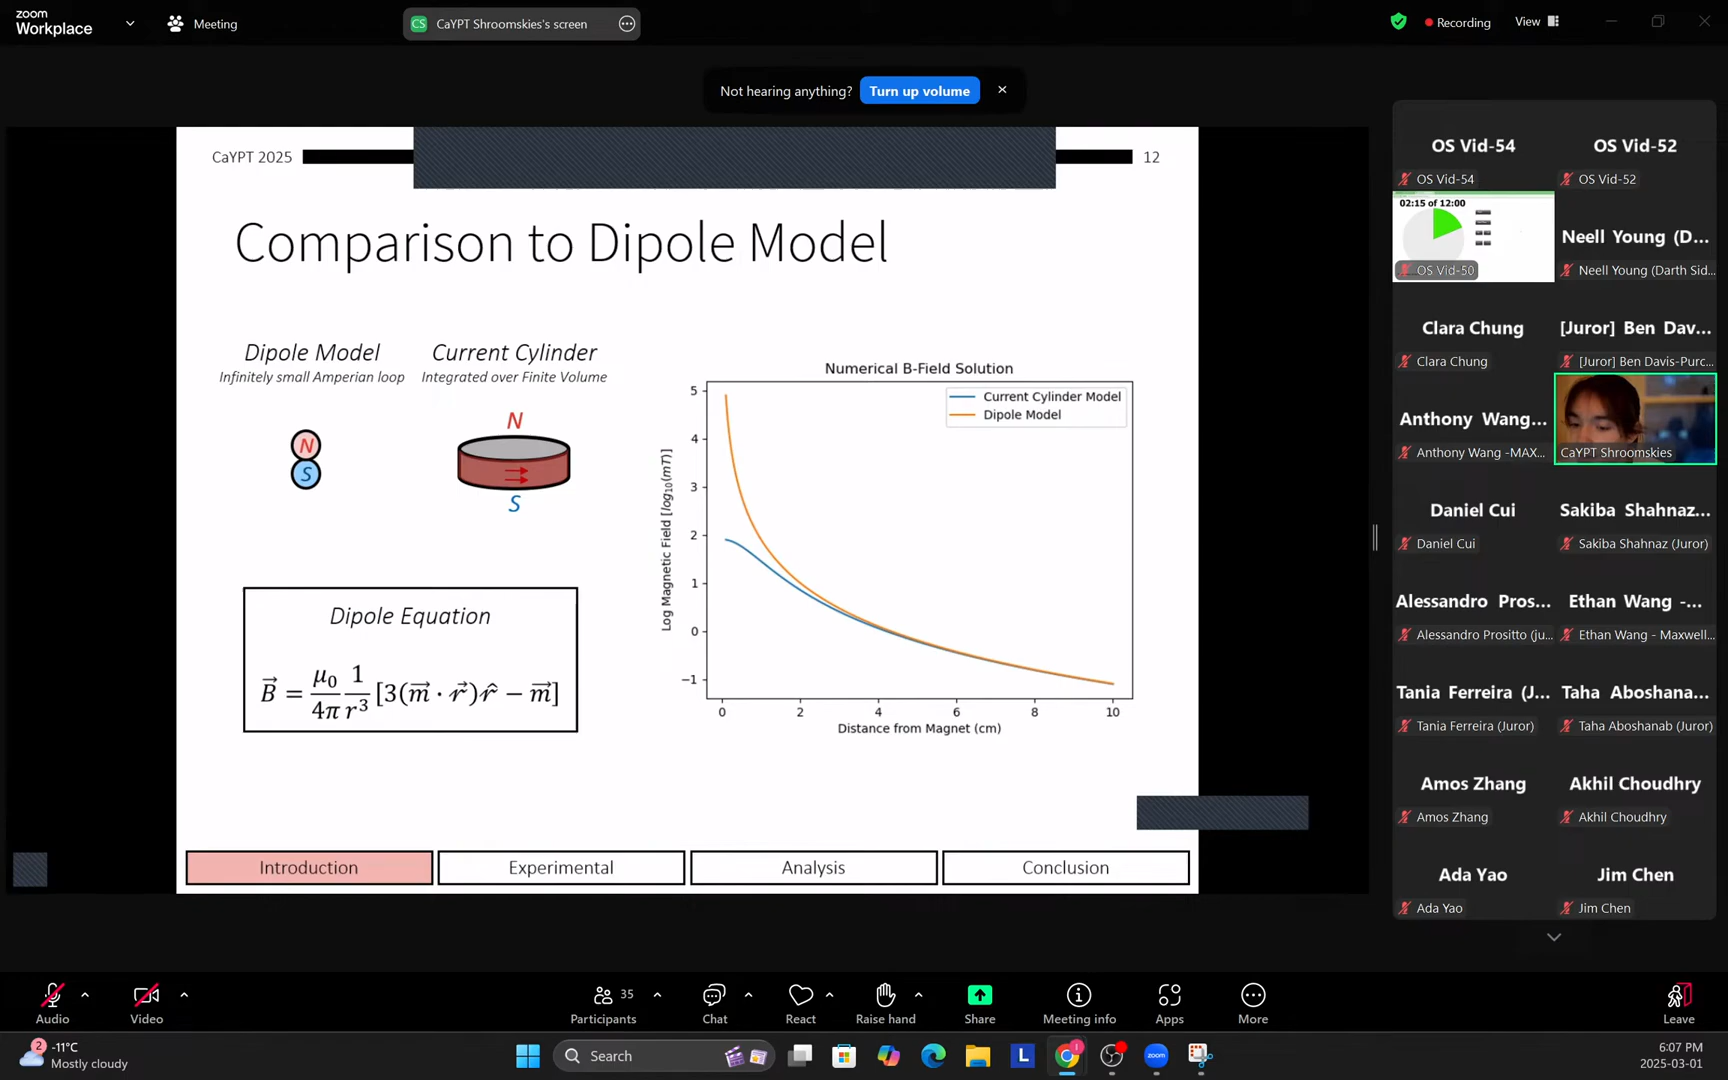 zoom
Workplace
Meeting
CS CaYPT Shroomskies's screen
Recording
View
Not hearing anything? Turn up volume
CaYPT 2025
12
Comparison to Dipole Model
Dipole Model
Infinitely small Amperian loop
Current Cylinder
Integrated over Finite Volume
N
S
N
S
Dipole Equation
B⃗ = μ₀/4π 1/r³ [3(m⃗ · r⃗)r̂ − m⃗]
Numerical B-Field Solution
Current Cylinder Model
Dipole Model
Log Magnetic Field [log₁₀(mT)]
5
4
3
2
1
0
−1
0 2 4 6 8 10
Distance from Magnet (cm)
Introduction
Experimental
Analysis
Conclusion
OS Vid-54
OS Vid-54
OS Vid-52
OS Vid-52
02:15 of 12:00
OS Vid-50
Neell Young (D...
Neell Young (Darth Sid...
Clara Chung
Clara Chung
[Juror] Ben Dav...
[Juror] Ben Davis-Purc...
Anthony Wang...
Anthony Wang -MAX...
CaYPT Shroomskies
Daniel Cui
Daniel Cui
Sakiba Shahnaz...
Sakiba Shahnaz (Juror)
Alessandro Pros...
Alessandro Prositto (ju...
Ethan Wang -...
Ethan Wang - Maxwell...
Tania Ferreira (J...
Tania Ferreira (Juror)
Taha Aboshana...
Taha Aboshanab (Juror)
Amos Zhang
Amos Zhang
Akhil Choudhry
Akhil Choudhry
Ada Yao
Ada Yao
Jim Chen
Jim Chen
Audio
Video
Participants
35
Chat
React
Raise hand
Share
Meeting info
Apps
More
Leave
2
-11°C
Mostly cloudy
Search
L
1
zoom
6:07 PM
2025-03-01